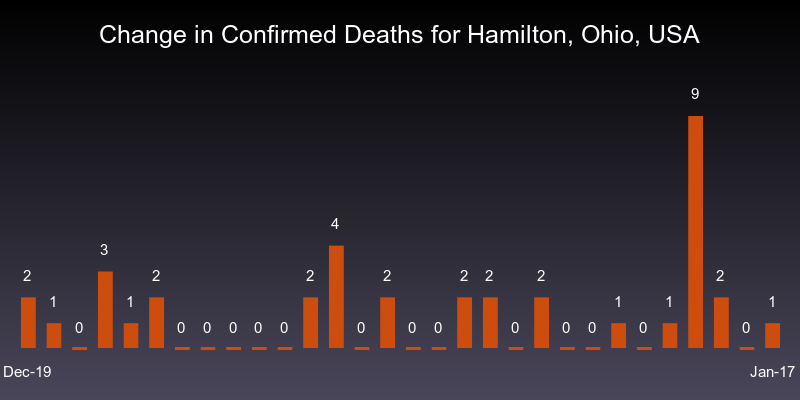 Change in Confirmed Deaths for Hamilton, Ohio, USA
2 1 0 3 1 2 0 0 0 0 0 2 4 0 2 0 0 2 2 0 2 0 0 1 0 1 9 2 0 1
Dec-19 Jan-17